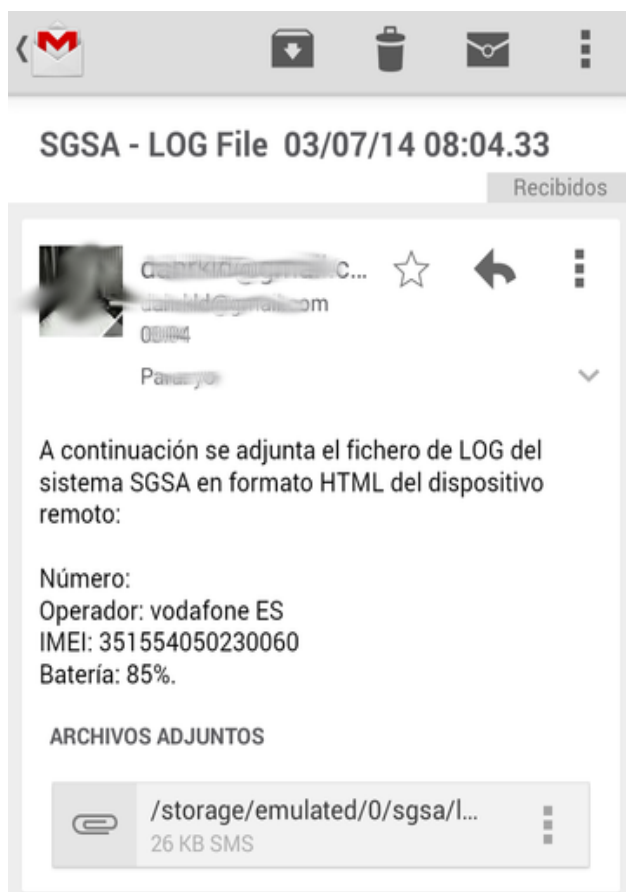 SGSA - LOG File 03/07/14 08:04.33
Recibidos
A continuación se adjunta el fichero de LOG del
sistema SGSA en formato HTML del dispositivo
remoto:
Número:
Operador: vodafone ES
IMEI: 351554050230060
Batería: 85%.
ARCHIVOS ADJUNTOS
/storage/emulated/0/sgsa/l...
26 KB SMS